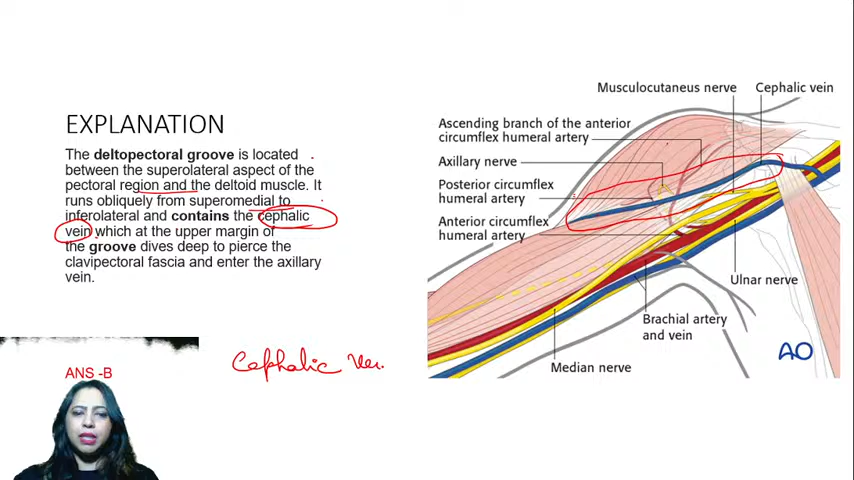 EXPLANATION
The deltopectoral groove is located
between the superolateral aspect of the
pectoral region and the deltoid muscle. It
runs obliquely from superomedial to
inferolateral and contains the cephalic
vein which at the upper margin of
the groove dives deep to pierce the
clavipectoral fascia and enter the axillary
vein.
ANS -B
Cephalic Vei.
Musculocutaneus nerve
Cephalic vein
Ascending branch of the anterior
circumflex humeral artery
Axillary nerve
Posterior circumflex
humeral artery
Anterior circumflex
humeral artery
Ulnar nerve
Brachial artery
and vein
Median nerve
AO